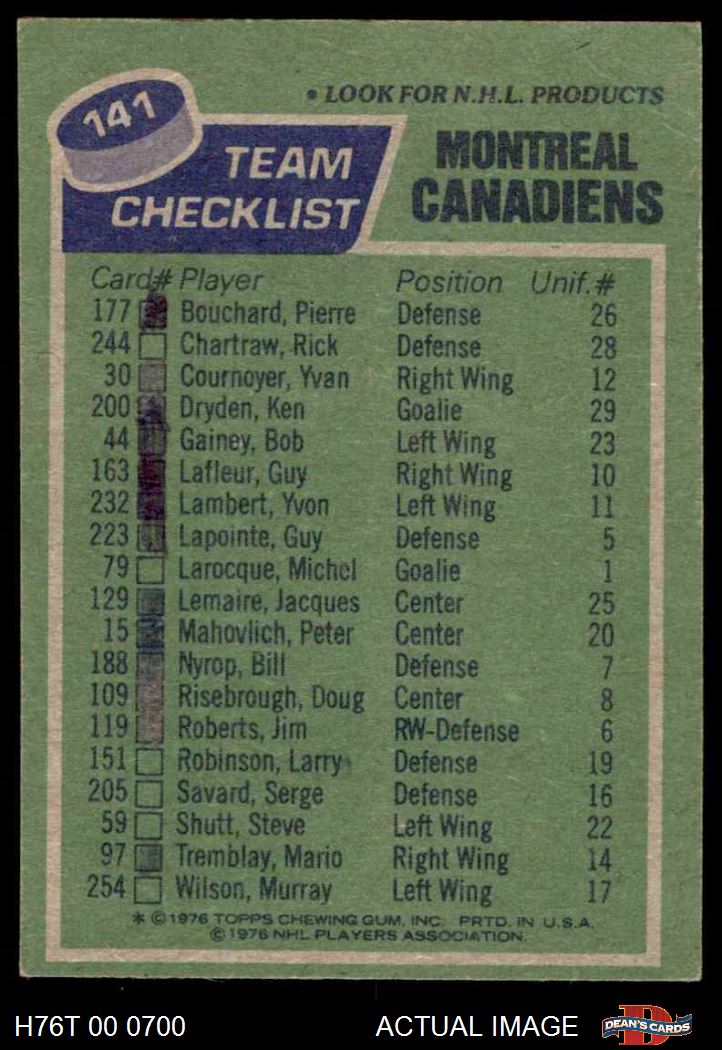 141
• LOOK FOR N.H.L. PRODUCTS
TEAM CHECKLIST
MONTREAL CANADIENS
Card# Player Position Unif.#
177 Bouchard, Pierre Defense 26
244 Chartraw, Rick Defense 28
30 Cournoyer, Yvan Right Wing 12
200 Dryden, Ken Goalie 29
44 Gainey, Bob Left Wing 23
163 Lafleur, Guy Right Wing 10
232 Lambert, Yvon Left Wing 11
223 Lapointe, Guy Defense 5
79 Larocque, Michel Goalie 1
129 Lemaire, Jacques Center 25
15 Mahovlich, Peter Center 20
188 Nyrop, Bill Defense 7
109 Risebrough, Doug Center 8
119 Roberts, Jim RW-Defense 6
151 Robinson, Larry Defense 19
205 Savard, Serge Defense 16
59 Shutt, Steve Left Wing 22
97 Tremblay, Mario Right Wing 14
254 Wilson, Murray Left Wing 17
* ©1976 TOPPS CHEWING GUM, INC. PRTD. IN U.S.A.
©1976 NHL PLAYERS ASSOCIATION.
H76T 00 0700 ACTUAL IMAGE
D
DEAN'S CARDS